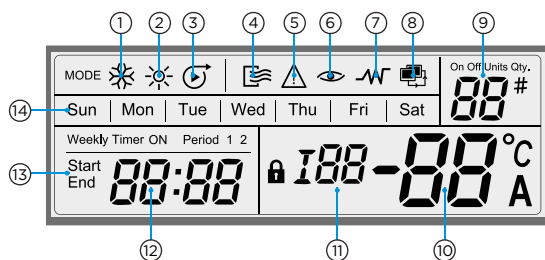 1 2 3 4 5 6 7 8 9
MODE On Off Units Qty.
88 #
14 Sun Mon Tue Wed Thu Fri Sat
Weekly Timer ON Period 1 2
13 Start
End 88:88 I88 -88 °C
A
12 11 10